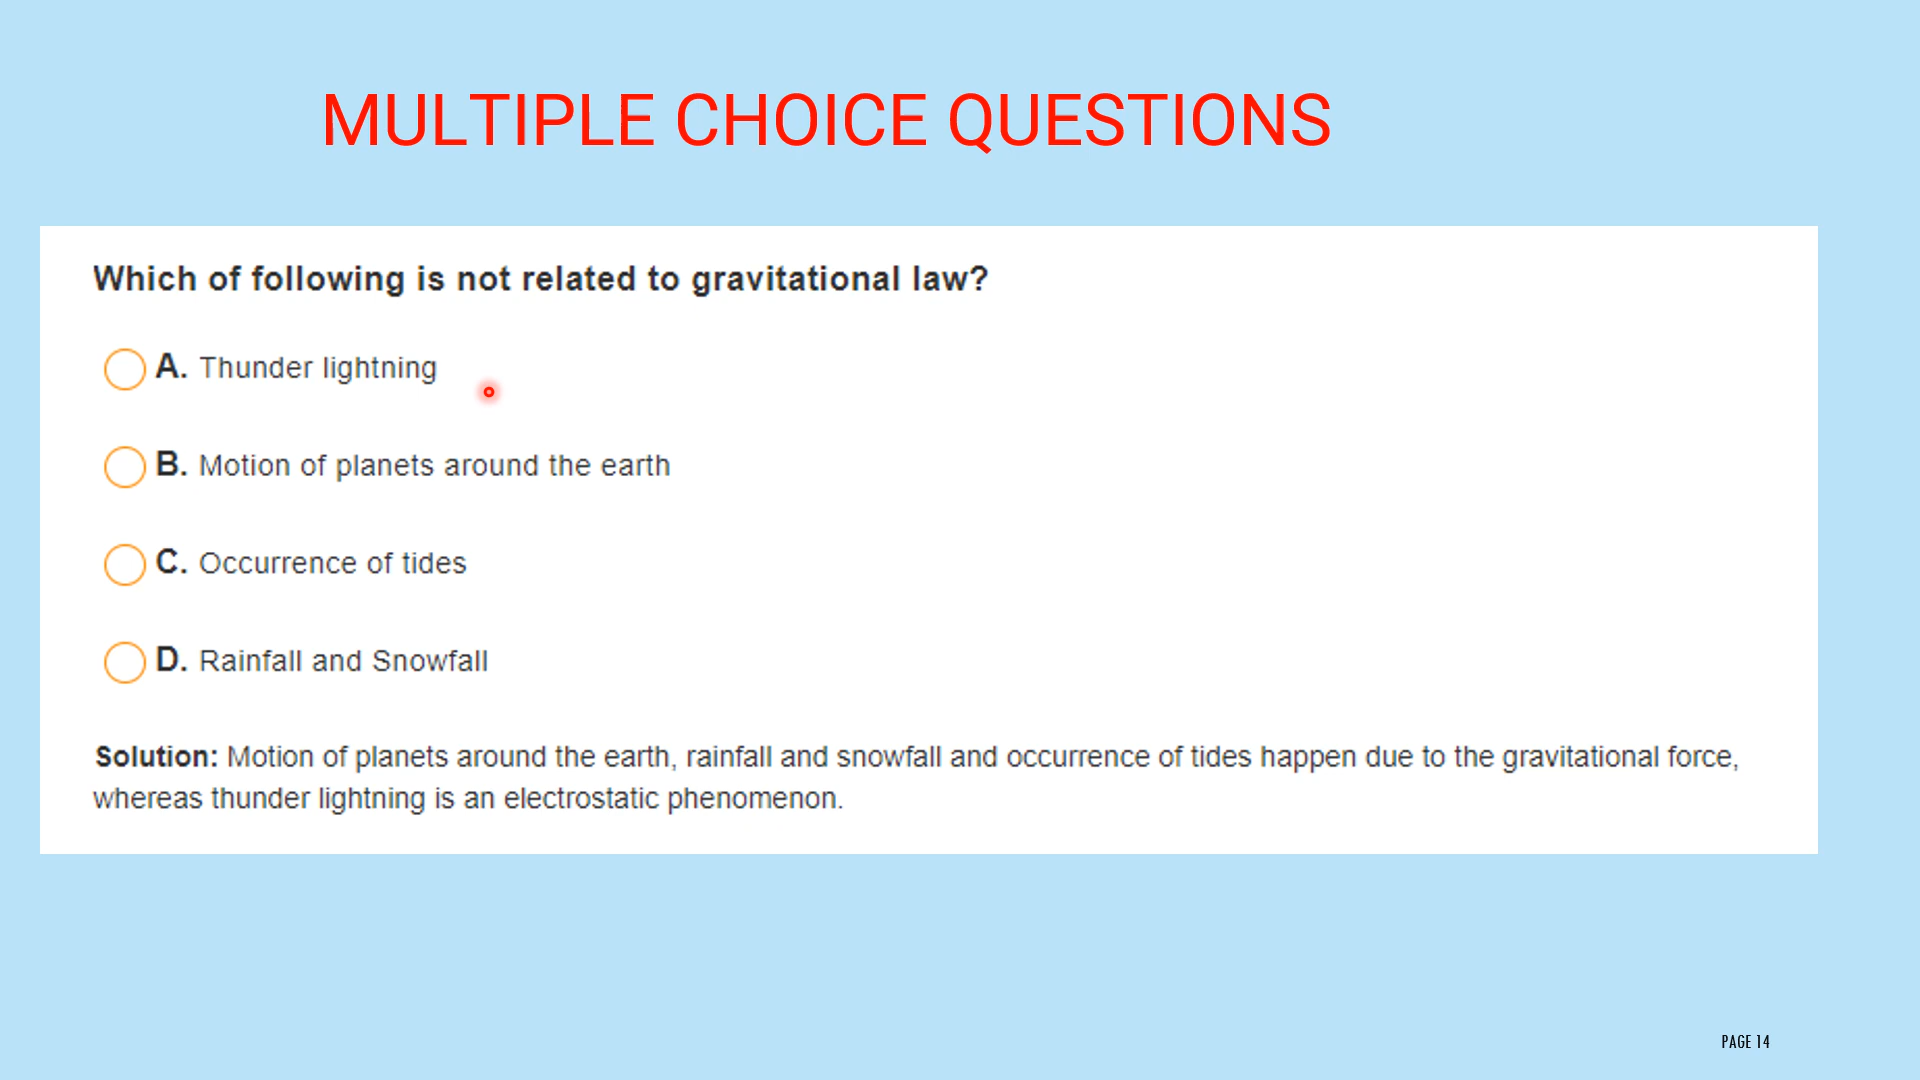 MULTIPLE CHOICE QUESTIONS
Which of following is not related to gravitational law?
A. Thunder lightning
B. Motion of planets around the earth
C. Occurrence of tides
D. Rainfall and Snowfall
Solution: Motion of planets around the earth, rainfall and snowfall and occurrence of tides happen due to the gravitational force,
whereas thunder lightning is an electrostatic phenomenon.
PAGE 14